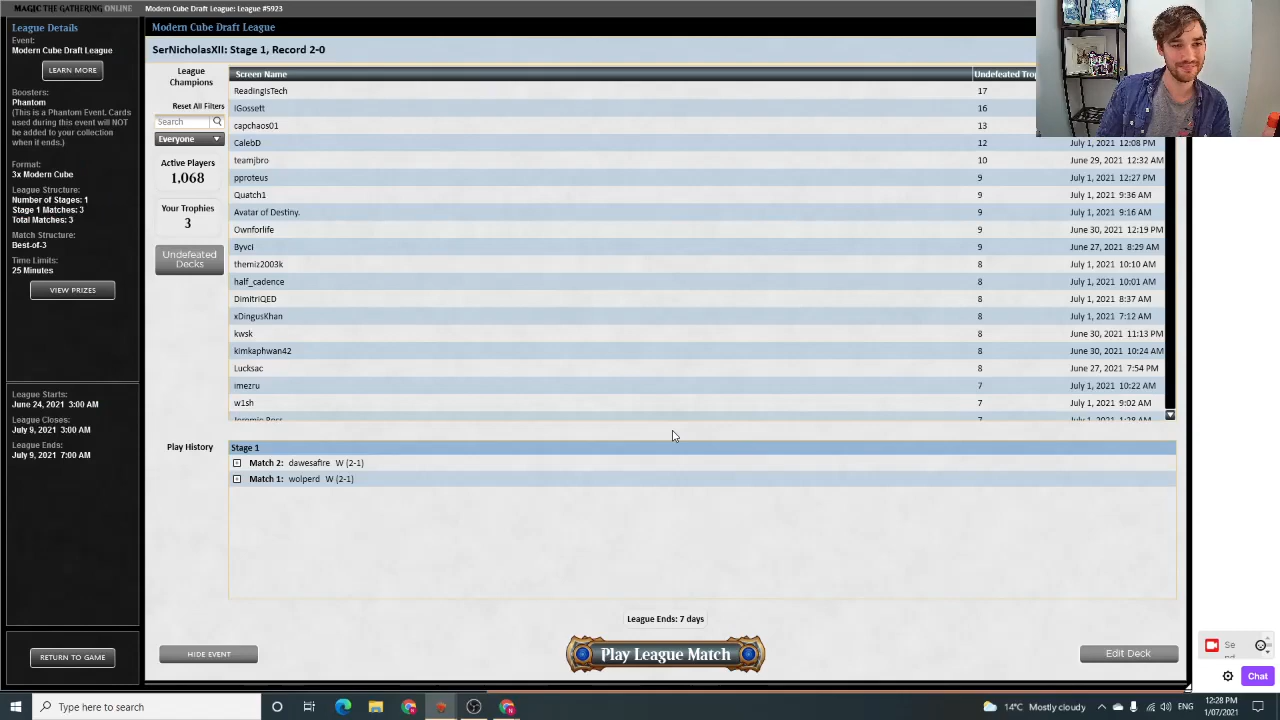 MAGIC THE GATHERING ONLINE
Modern Cube Draft League: League #5923
League Details
Event:
Modern Cube Draft League
LEARN MORE
Boosters:
Phantom
(This is a Phantom Event. Cards
used during this event will NOT
be added to your collection
when it ends.)
Format:
3x Modern Cube
League Structure:
Number of Stages: 1
Stage 1 Matches: 3
Total Matches: 3
Match Structure:
Best-of-3
Time Limits:
25 Minutes
VIEW PRIZES
League Starts:
June 24, 2021 3:00 AM
League Closes:
July 9, 2021 3:00 AM
League Ends:
July 9, 2021 7:00 AM
RETURN TO GAME
Modern Cube Draft League
SerNicholasXII: Stage 1, Record 2-0
League
Champions
Reset All Filters
Search
Everyone
Active Players
1,068
Your Trophies
3
Undefeated
Decks
Screen Name Undefeated Trop
ReadingIsTech 17
iGossett 16
capchaos01 13
CalebD 12 July 1, 2021 12:08 PM
teamjbro 10 June 29, 2021 12:32 AM
pproteus 9 July 1, 2021 12:27 PM
Quatch1 9 July 1, 2021 9:36 AM
Avatar of Destiny. 9 July 1, 2021 9:16 AM
Ownforlife 9 June 30, 2021 12:19 PM
Byvci 9 June 27, 2021 8:29 AM
themiz2003k 8 July 1, 2021 10:10 AM
half_cadence 8 July 1, 2021 10:01 AM
DimitriQED 8 July 1, 2021 8:37 AM
xDingusKhan 8 July 1, 2021 7:12 AM
kwsk 8 June 30, 2021 11:13 PM
kimkaphwan42 8 June 30, 2021 10:24 AM
Lucksac 8 June 27, 2021 7:54 PM
imezru 7 July 1, 2021 10:22 AM
w1sh 7 July 1, 2021 9:02 AM
Play History
Stage 1
Match 2: dawesafire W (2-1)
Match 1: wolperd W (2-1)
League Ends: 7 days
HIDE EVENT
Play League Match
Edit Deck
Se
Chat
Type here to search
14°C Mostly cloudy
ENG
12:28 PM
1/07/2021